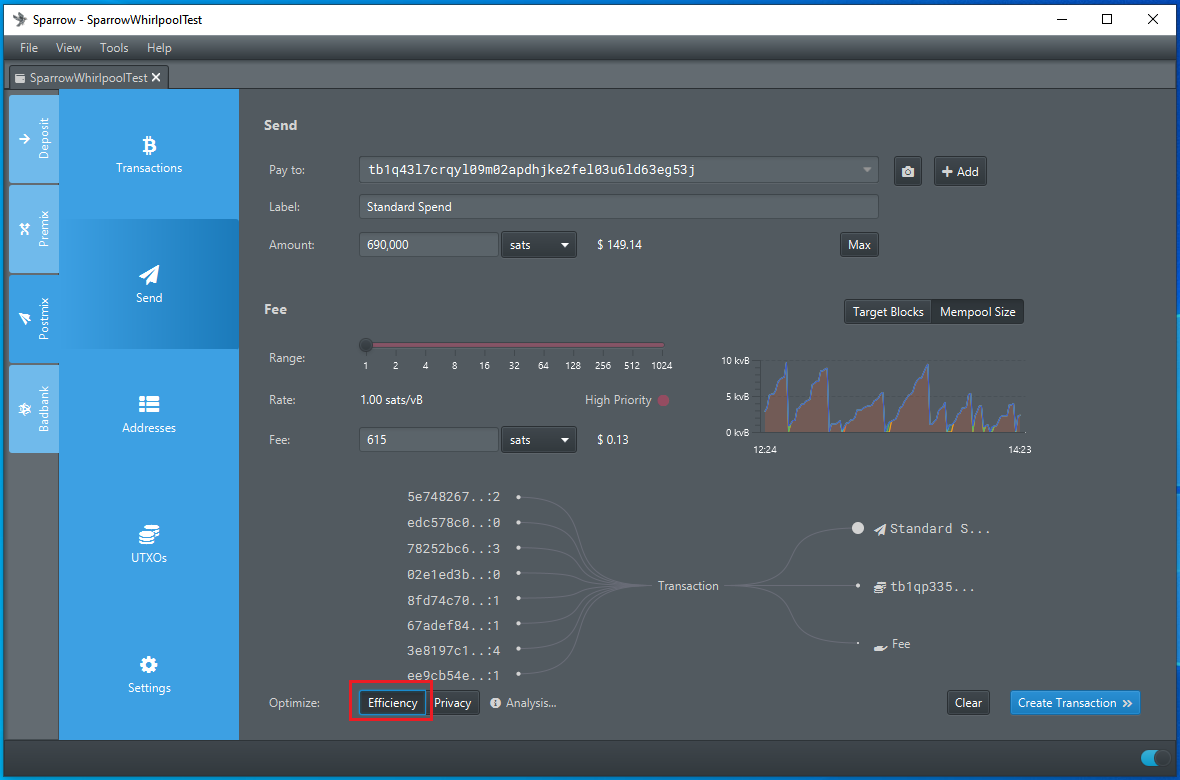 Sparrow - SparrowWhirlpoolTest
File View Tools Help
SparrowWhirlpoolTest
Deposit
Premix
Postmix
Badbank
Transactions
Send
Addresses
UTXOs
Settings
Send
Pay to: tb1q43l7crqyl09m02apdhjke2fel03u6ld63eg53j Add
Label: Standard Spend
Amount: 690,000 sats $ 149.14 Max
Fee Target Blocks Mempool Size
Range: 1 2 4 8 16 32 64 128 256 512 1024
Rate: 1.00 sats/vB High Priority
Fee: 615 sats $ 0.13
10 kvB
5 kvB
0 kvB
12:24 14:23
5e748267..:2
edc578c0..:0
78252bc6..:3
02e1ed3b..:0
8fd74c70..:1
67adef84..:1
3e8197c1..:4
ee9cb54e..:1
Transaction
Standard S...
tb1qp335...
Fee
Optimize: Efficiency Privacy Analysis... Clear Create Transaction